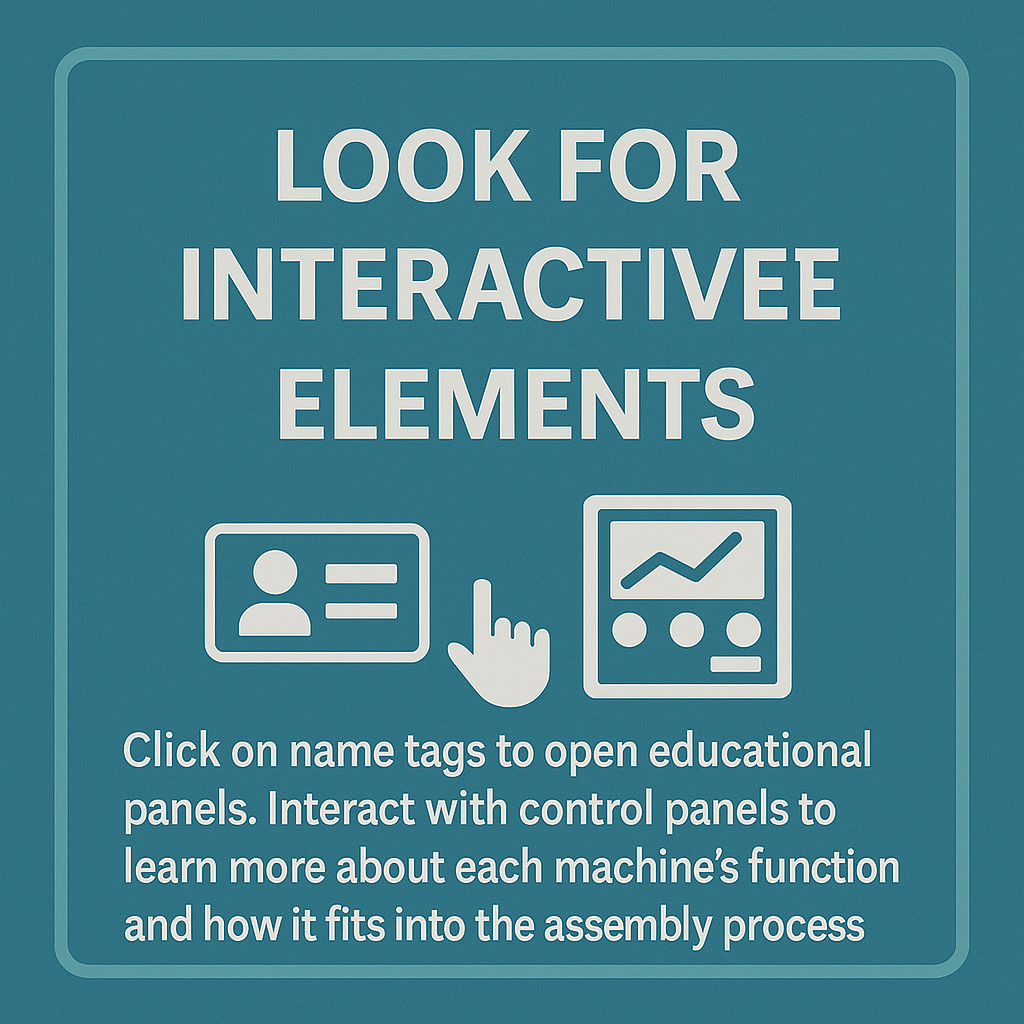 LOOK FOR
INTERACTIVEE
ELEMENTS
Click on name tags to open educational
panels. Interact with control panels to
learn more about each machine’s function
and how it fits into the assembly process